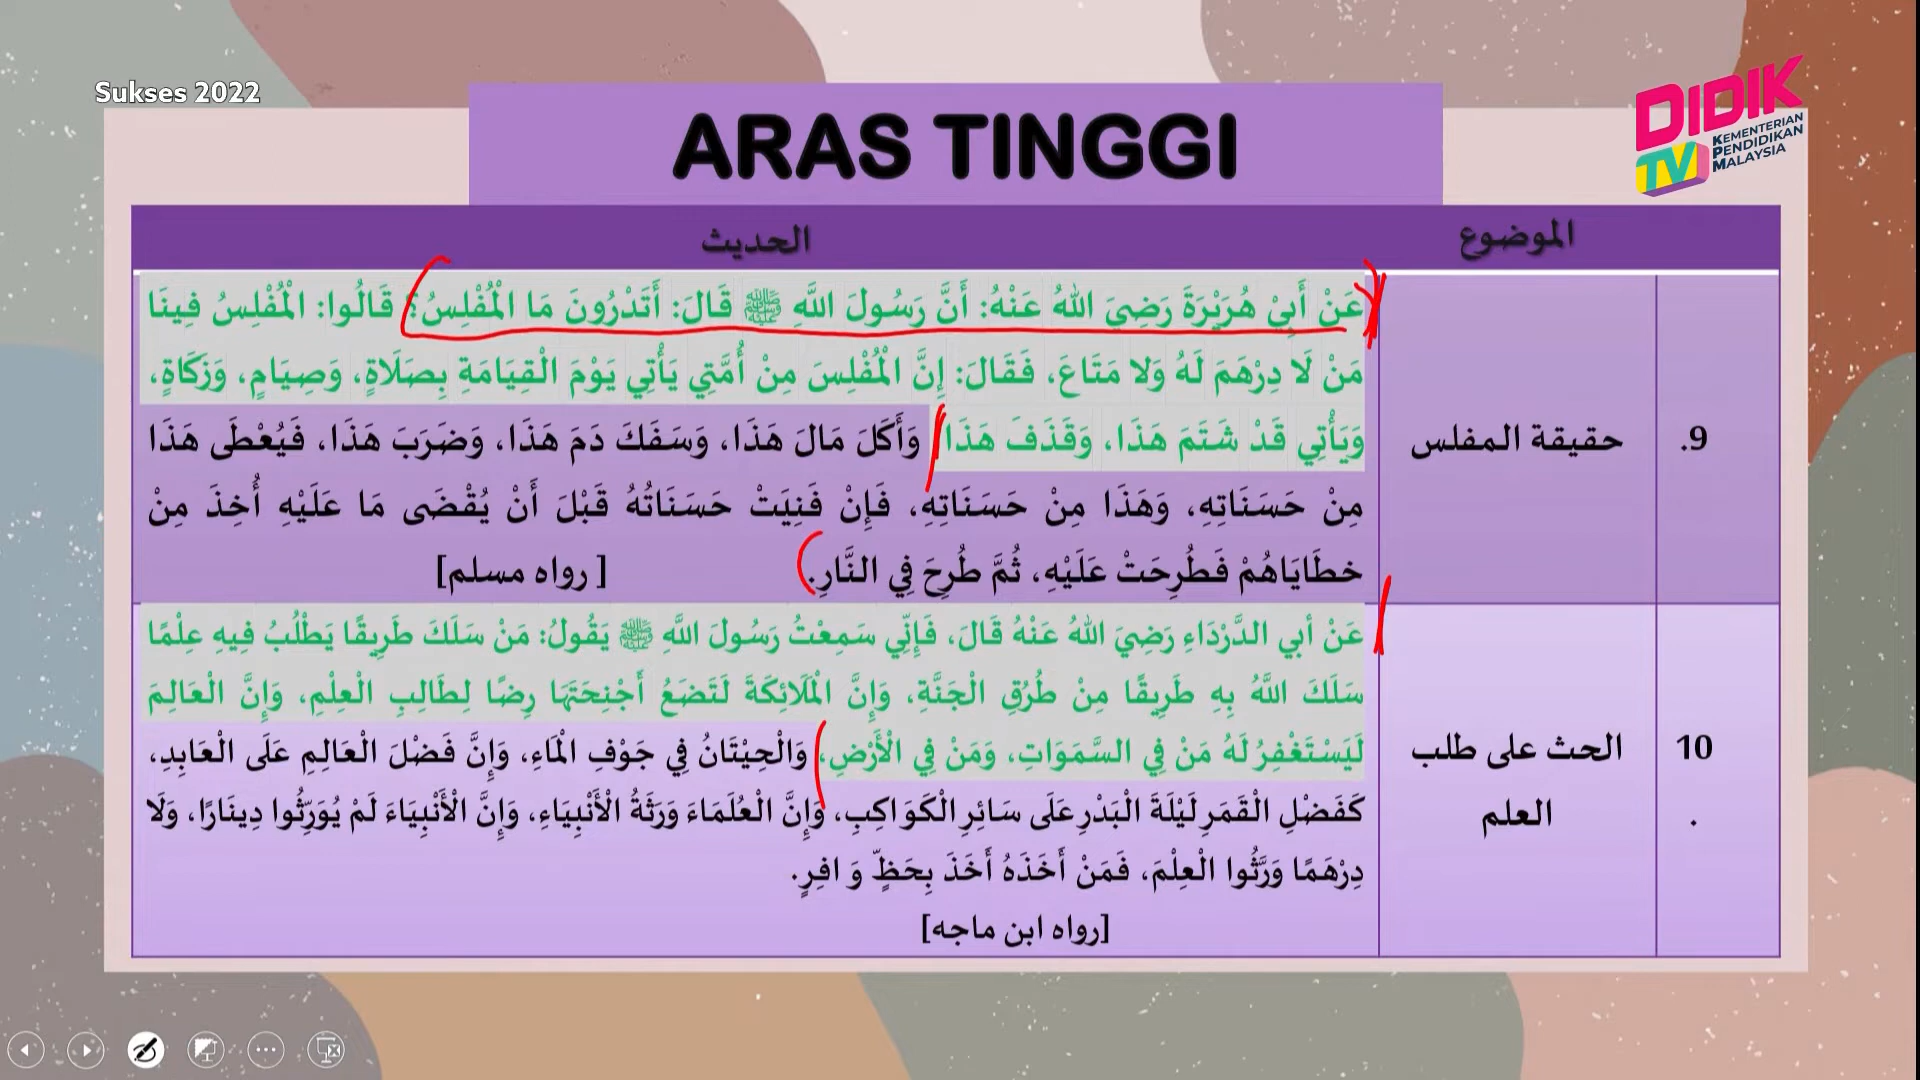 Sukses 2022
DIDIK
TV
KEMENTERIAN
PENDIDIKAN
MALAYSIA
ARAS TINGGI
الموضوع
الحديث
9.
حقيقة المفلس
عَنْ أَبِيْ هُرَيْرَةَ رَضِيَ اللهُ عَنْهُ: أَنَّ رَسُولَ اللَّهِ ﷺ قَالَ: أَتَدْرُونَ مَا الْمُفْلِسُ؟ قَالُوا: الْمُفْلِسُ فِينَا
مَنْ لَا دِرْهَمَ لَهُ وَلا مَتَاعَ، فَقَالَ: إِنَّ الْمُفْلِسَ مِنْ أُمَّتِي يَأْتِي يَوْمَ الْقِيَامَةِ بِصَلَاةٍ، وَصِيَامٍ، وَزَكَاةٍ،
وَيَأْتِي قَدْ شَتَمَ هَذَا، وَقَذَفَ هَذَا، وَأَكَلَ مَالَ هَذَا، وَسَفَكَ دَمَ هَذَا، وَضَرَبَ هَذَا، فَيُعْطَى هَذَا
مِنْ حَسَنَاتِهِ، وَهَذَا مِنْ حَسَنَاتِهِ، فَإِنْ فَنِيَتْ حَسَنَاتُهُ قَبْلَ أَنْ يُقْضَى مَا عَلَيْهِ أُخِذَ مِنْ
خطَايَاهُمْ فَطُرِحَتْ عَلَيْهِ، ثُمَّ طُرِحَ فِي النَّارِ. [ رواه مسلم]
10
.
الحث على طلب
العلم
عَنْ أبي الدَّرْدَاءِ رَضِيَ اللهُ عَنْهُ قَالَ، فَإِنِّي سَمِعْتُ رَسُولَ اللَّهِ ﷺ يَقُولُ: مَنْ سَلَكَ طَرِيقًا يَطْلُبُ فِيهِ عِلْمًا
سَلَكَ اللَّهُ بِهِ طَرِيقًا مِنْ طُرُقِ الْجَنَّةِ، وَإِنَّ الْمَلَائِكَةَ لَتَضَعُ أَجْنِحَتَهَا رِضًا لِطَالِبِ الْعِلْمِ، وَإِنَّ الْعَالِمَ
لَيَسْتَغْفِرُ لَهُ مَنْ فِي السَّمَوَاتِ، وَمَنْ فِي الْأَرْضِ، وَالْحِيْتَانُ فِي جَوْفِ الْمَاءِ، وَإِنَّ فَضْلَ الْعَالِمِ عَلَى الْعَابِدِ،
كَفَضْلِ الْقَمَرِ لَيْلَةَ الْبَدْرِ عَلَى سَائِرِ الْكَوَاكِبِ، وَإِنَّ الْعُلَمَاءَ وَرَثَةُ الْأَنْبِيَاءِ، وَإِنَّ الْأَنْبِيَاءَ لَمْ يُوَرِّثُوا دِينَارًا، وَلَا
دِرْهَمًا وَرَّثُوا الْعِلْمَ، فَمَنْ أَخَذَهُ أَخَذَ بِحَظٍّ وَ افِرٍ.
[رواه ابن ماجه]